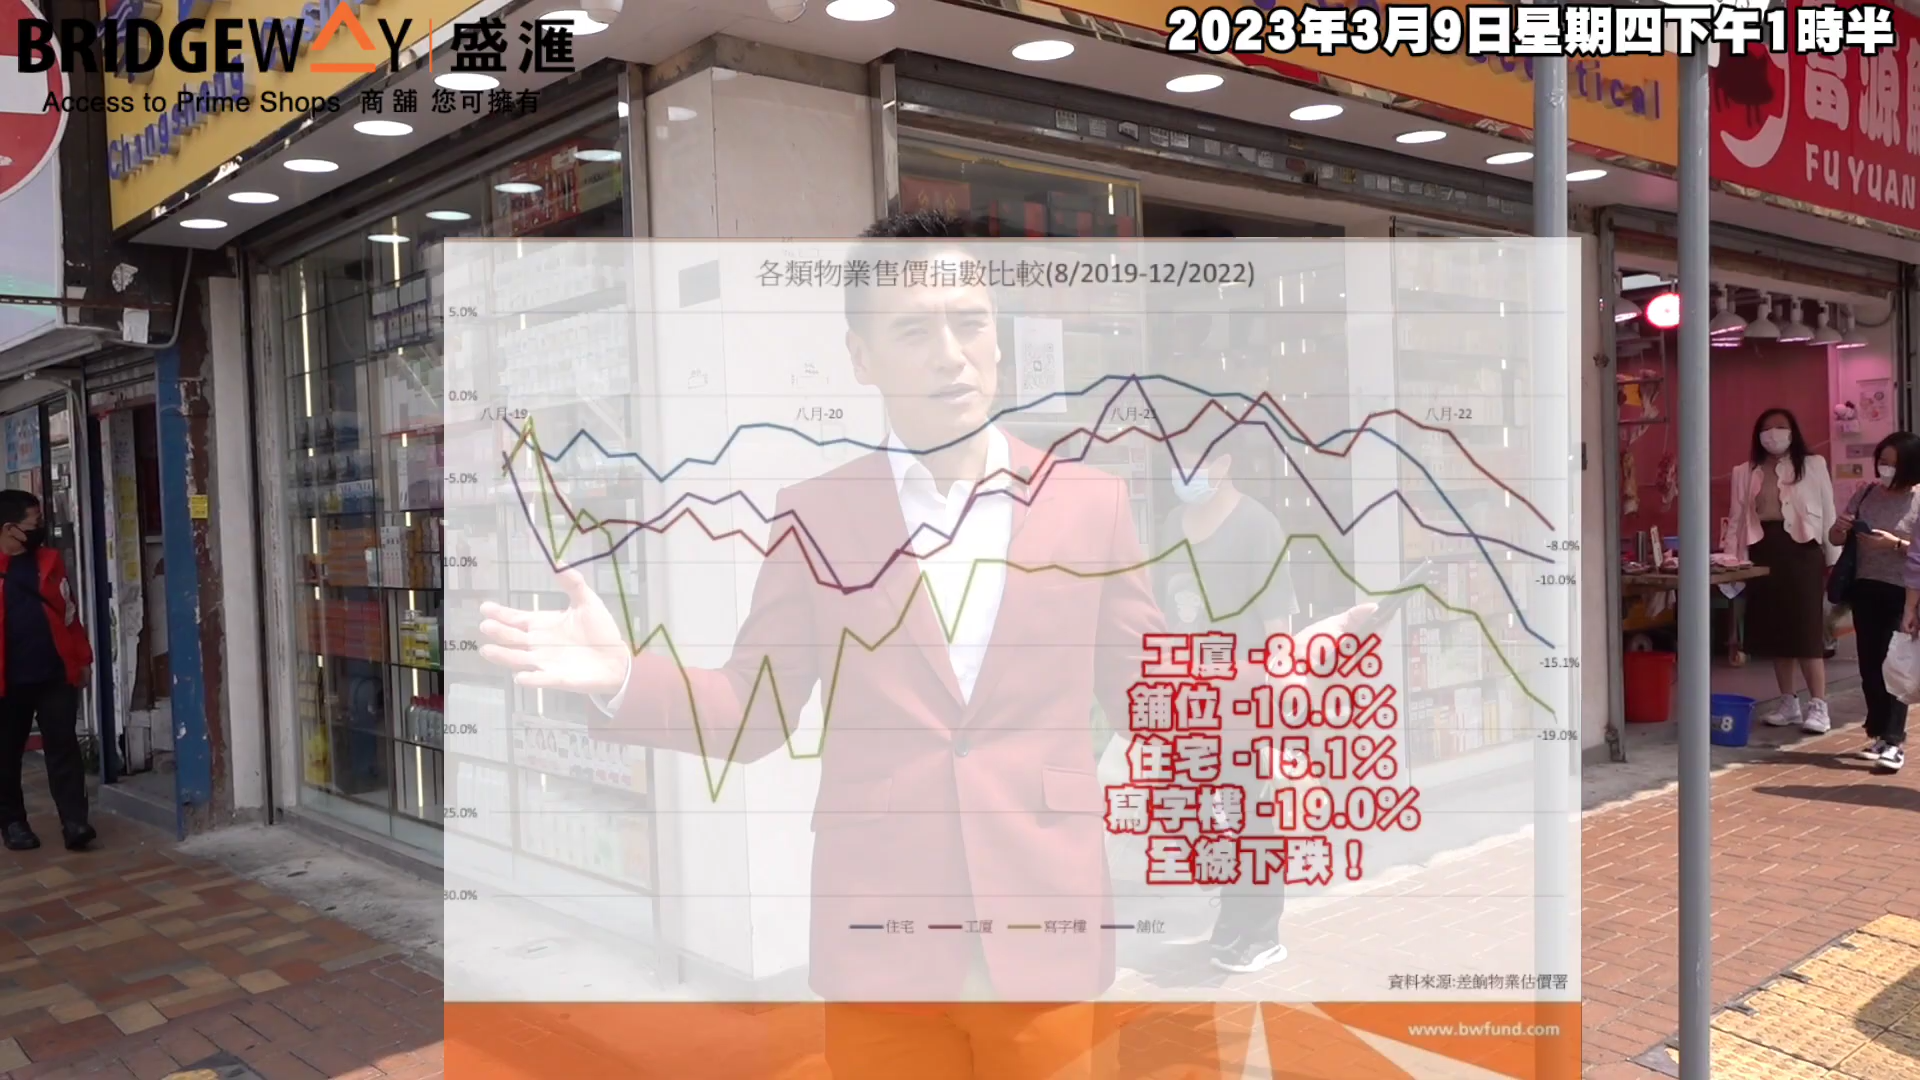 BRIDGEWAY 盛滙
Access to Prime Shops 商舖 您可擁有
2023年3月9日星期四下午1時半
Changsheng
富源
FU YUAN
各類物業售價指數比較(8/2019-12/2022)
5.0%
0.0%
八月-19
八月-20
八月-21
八月-22
-5.0%
10.0%
15.0%
20.0%
25.0%
30.0%
-8.0%
-10.0%
-15.1%
-19.0%
工廈 -8.0%
舖位 -10.0%
住宅 -15.1%
寫字樓 -19.0%
全線下跌！
住宅 工廈 寫字樓 舖位
資料來源:差餉物業估價署
www.bwfund.com
8